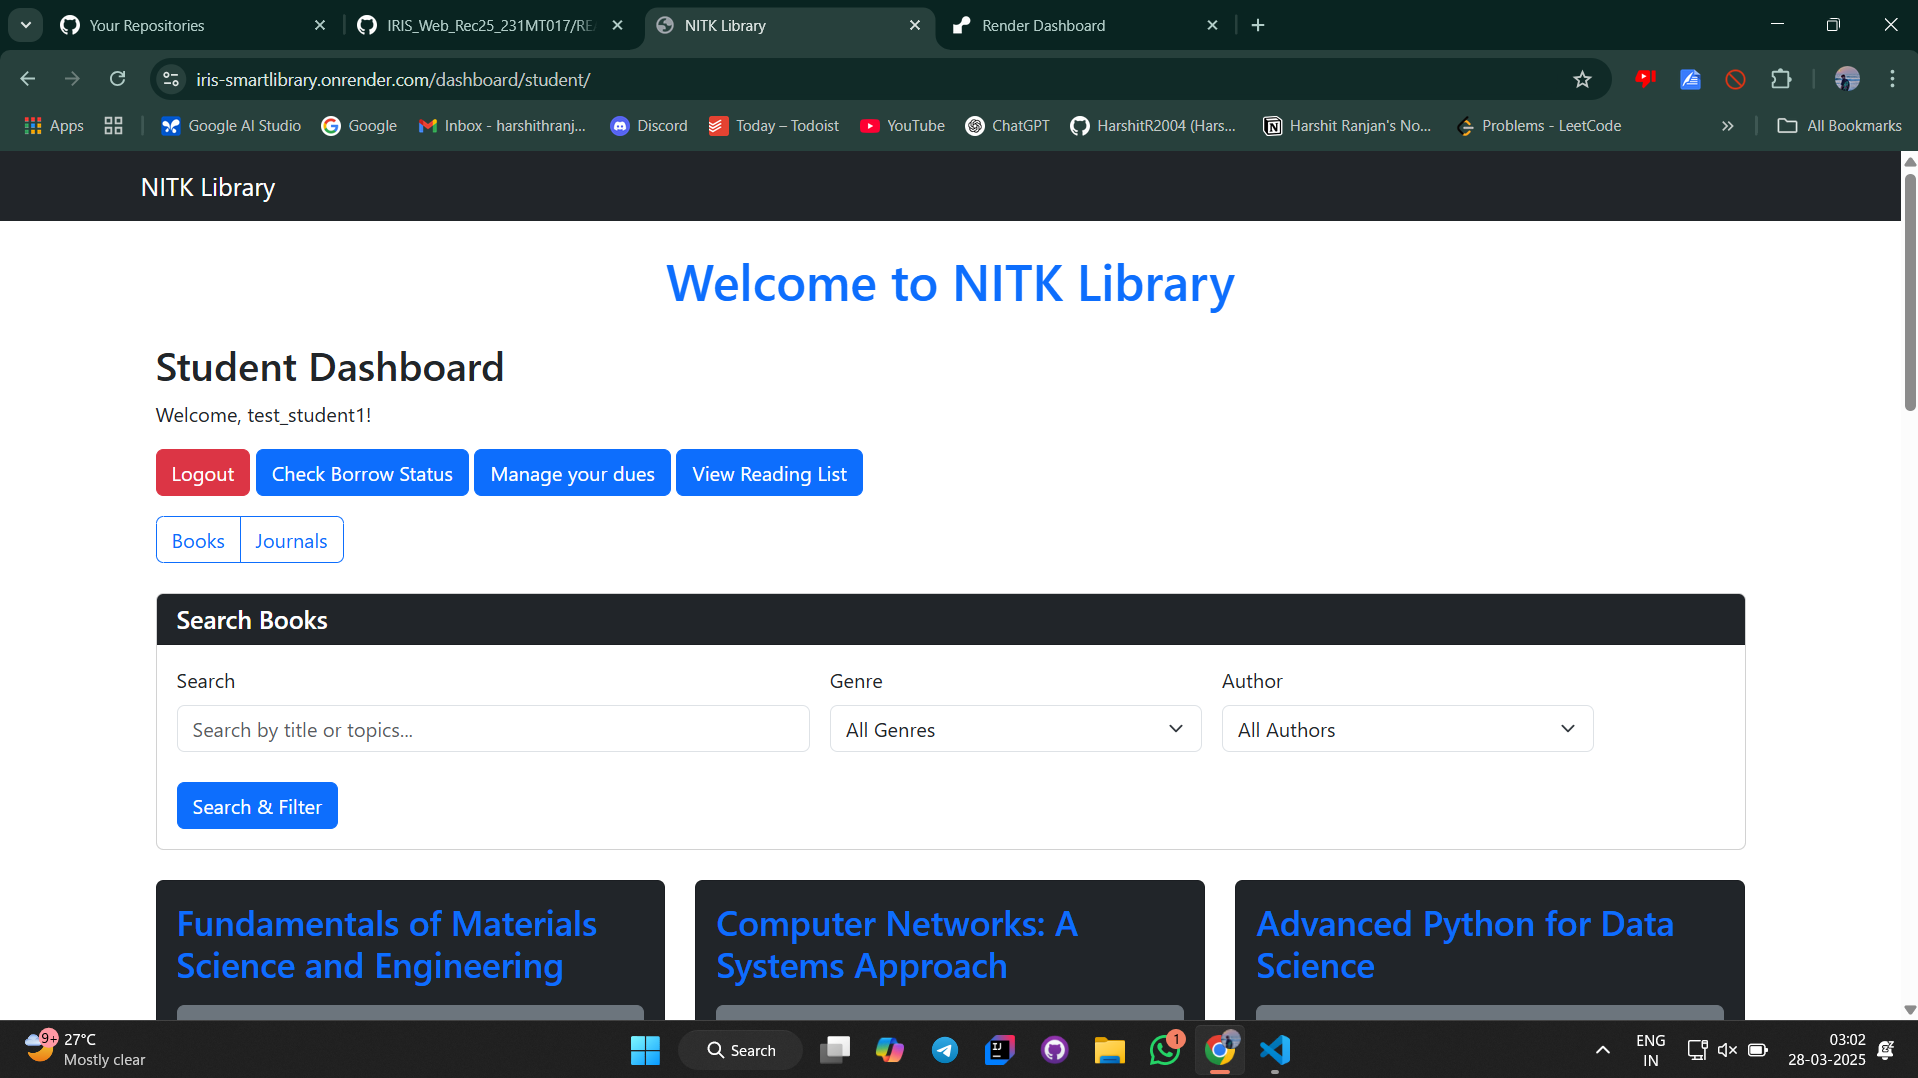 Your Repositories
IRIS_Web_Rec25_231MT017/RE
NITK Library
Render Dashboard
iris-smartlibrary.onrender.com/dashboard/student/
Apps
Google AI Studio
Google
Inbox - harshithranj...
Discord
Today – Todoist
YouTube
ChatGPT
HarshitR2004 (Hars...
Harshit Ranjan's No...
Problems - LeetCode
All Bookmarks
NITK Library
Welcome to NITK Library
Student Dashboard
Welcome, test_student1!
Logout Check Borrow Status Manage your dues View Reading List
Books Journals
Search Books
Search Genre Author
Search by title or topics... All Genres All Authors
Search & Filter
Fundamentals of Materials
Science and Engineering
Computer Networks: A
Systems Approach
Advanced Python for Data
Science
9+
27°C
Mostly clear
Search
1
ENG
IN
03:02
28-03-2025